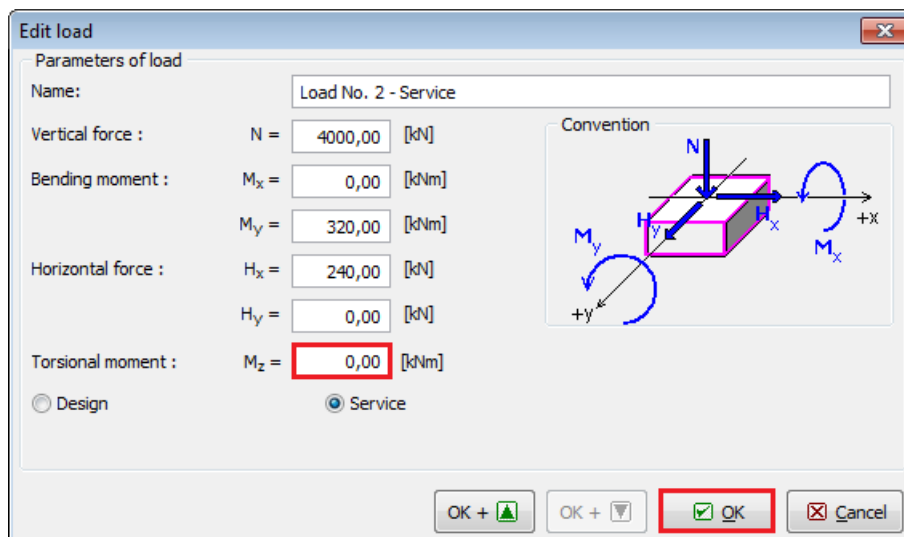 Edit load
Parameters of load
Name: Load No. 2 - Service
Vertical force : N = 4000,00 [kN]
Convention
N
Bending moment : Mx = 0,00 [kNm]
Hy Hx +x
My = 320,00 [kNm]
My Mx
Horizontal force : Hx = 240,00 [kN]
Hy = 0,00 [kN]
+y
Torsional moment : Mz = 0,00 [kNm]
Design Service
OK + OK + OK Cancel